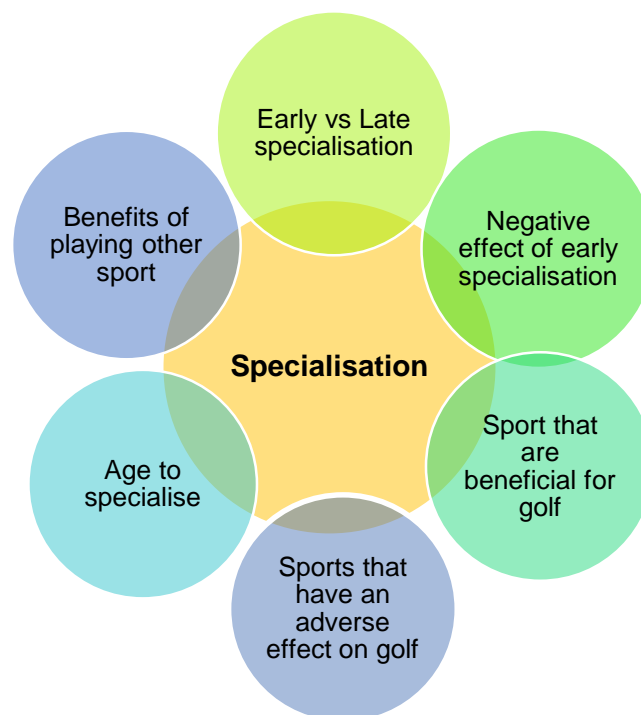 Early vs Late
specialisation
Negative
effect of early
specialisation
Sport that
are
beneficial for
golf
Sports that
have an
adverse
effect on golf
Age to
specialise
Benefits of
playing other
sport
Specialisation